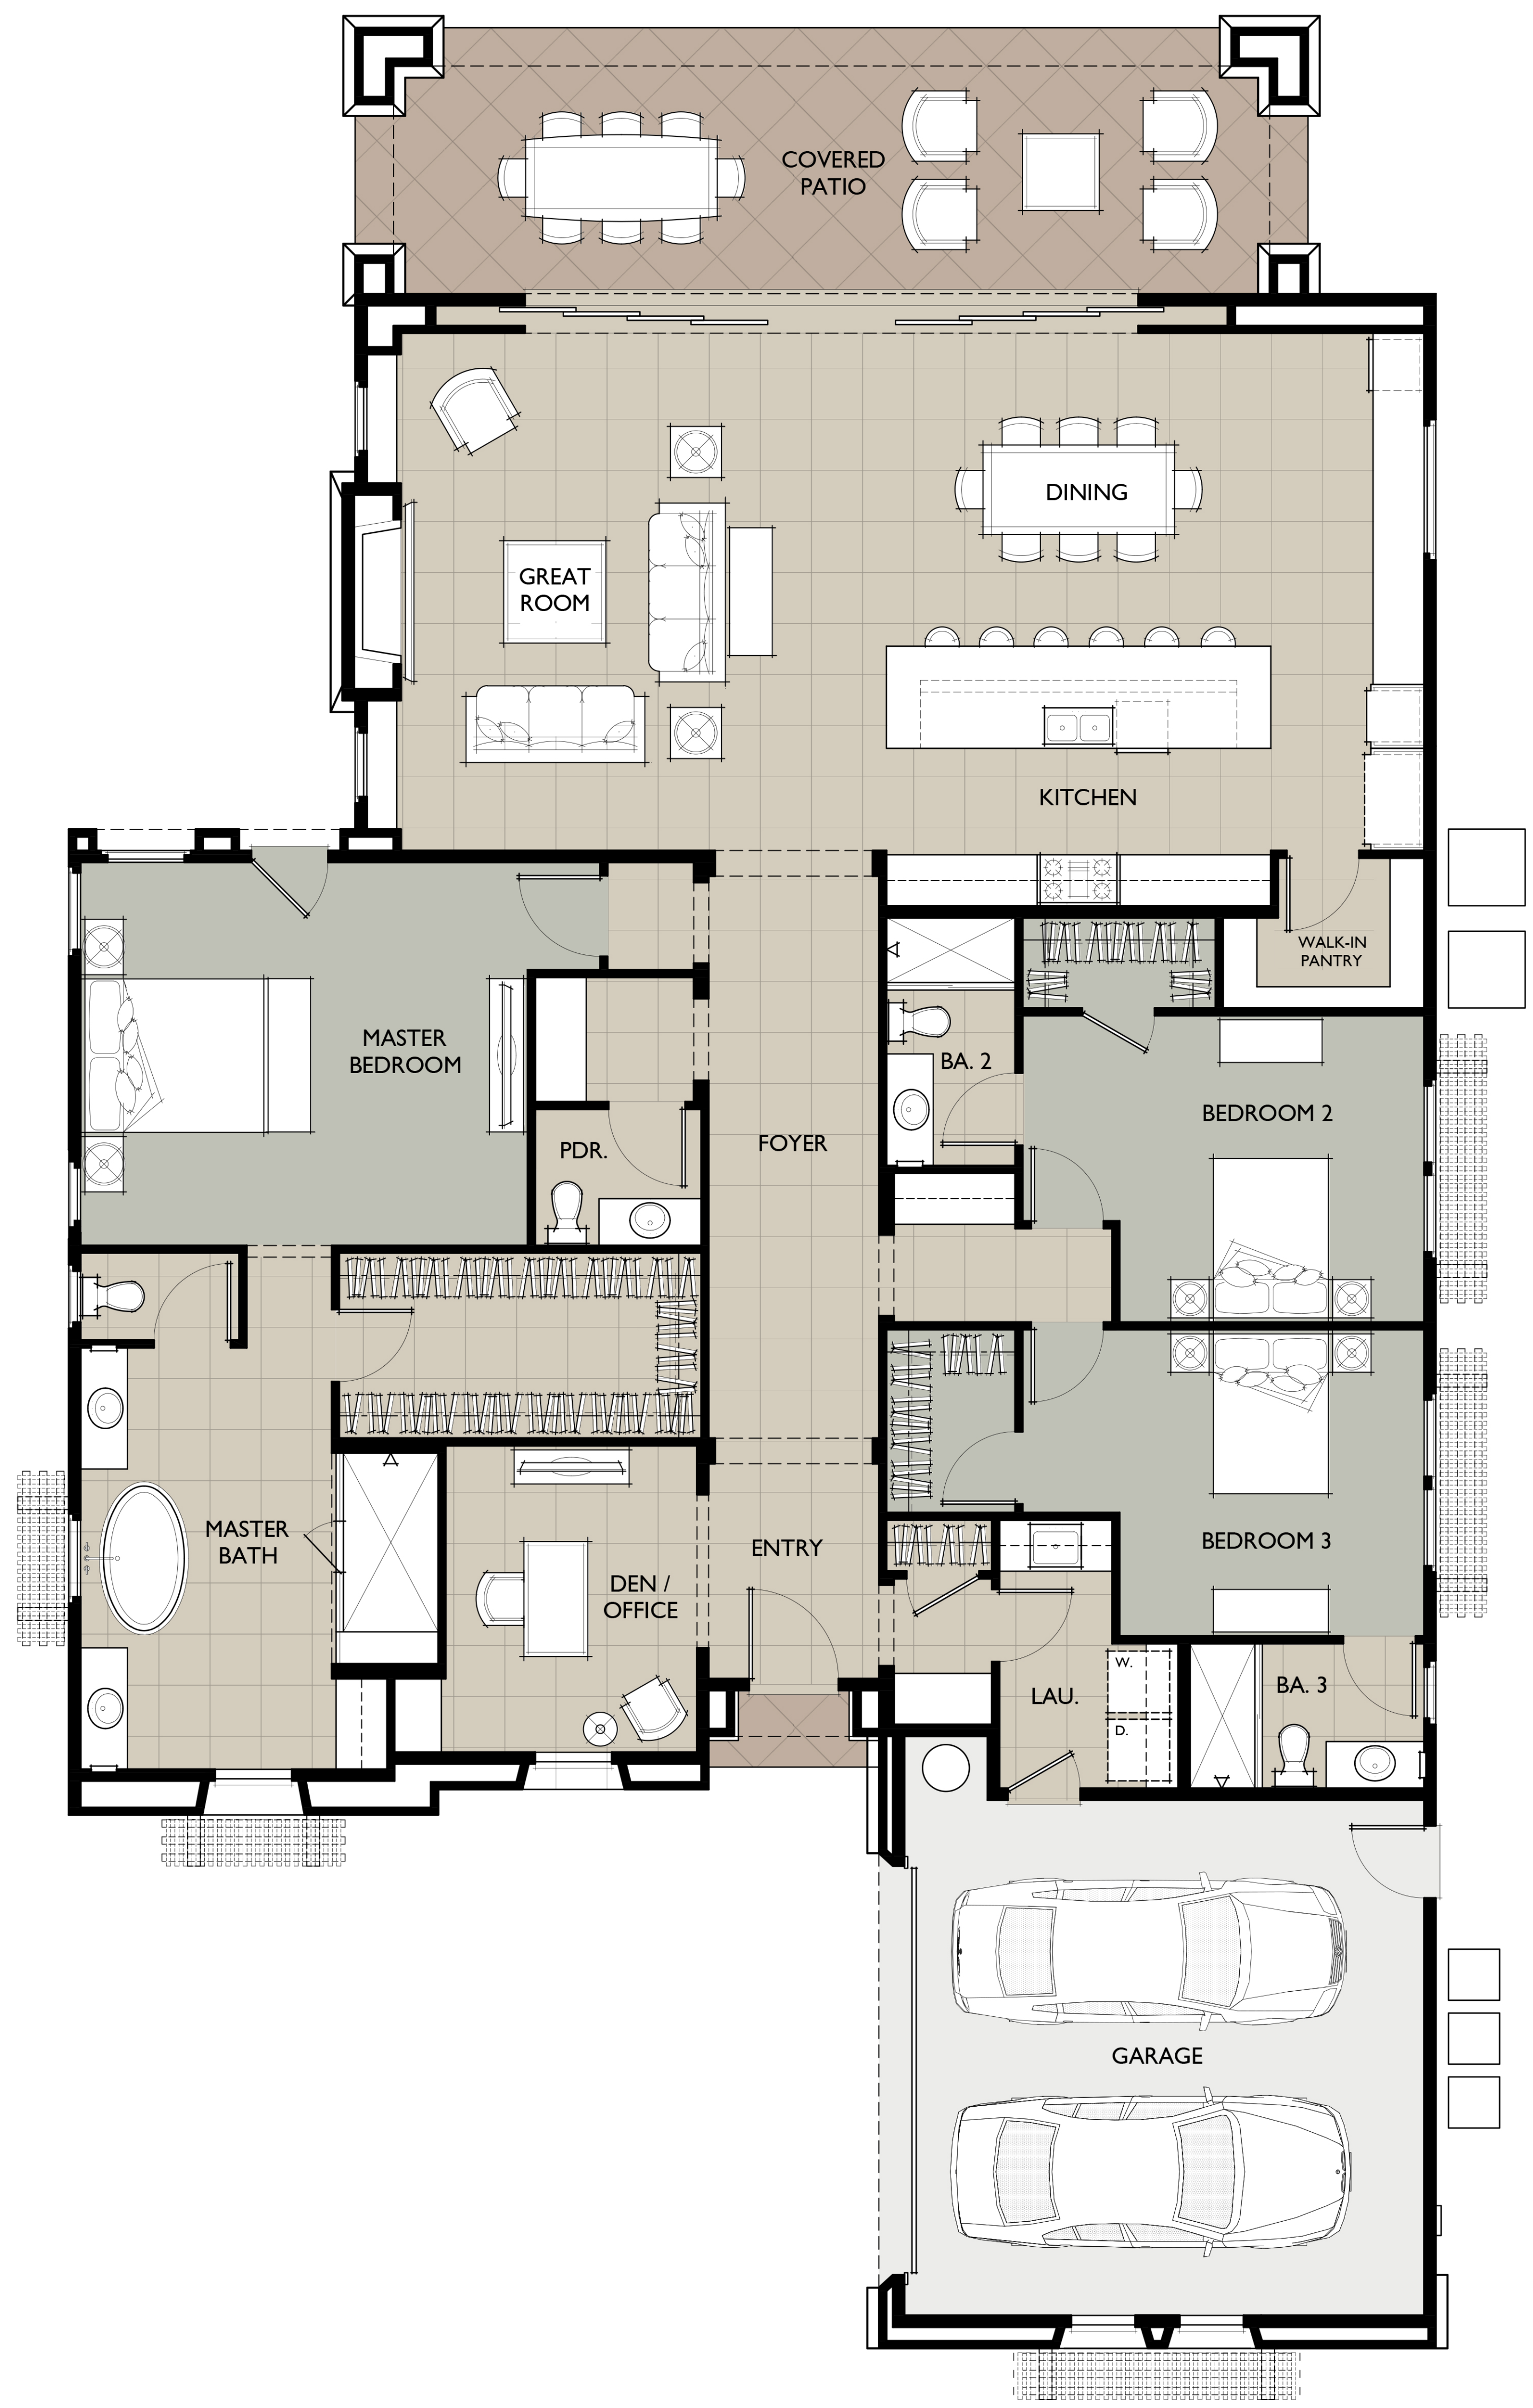 COVERED
PATIO
DINING
GREAT
ROOM
KITCHEN
WALK-IN
PANTRY
MASTER
BEDROOM
BA. 2
BEDROOM 2
FOYER
PDR.
MASTER
BATH
ENTRY
BEDROOM 3
DEN /
OFFICE
W.
BA. 3
LAU.
D.
GARAGE